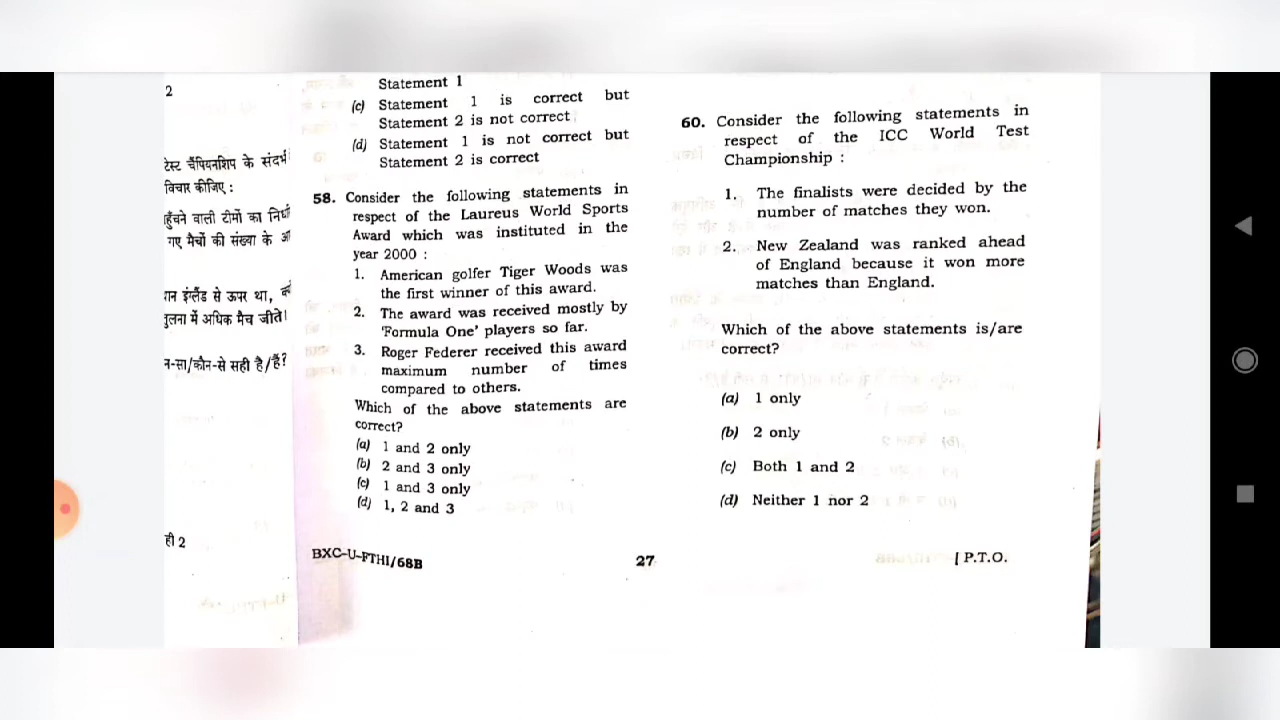 2
टेस्ट चैंपियनशिप के संदर्भ
विचार कीजिए :
वाली टीमों का
गए मैचों की संख्या के
इंग्लैंड से ऊपर था,
तुलना में अधिक मैच जीते।
न-सा/कौन-से सही है/हैं?
ही 2
Statement 1
(c) Statement 1 is correct but
Statement 2 is not correct
(d) Statement 1 is not correct but
Statement 2 is correct
58. Consider the following statements in
respect of the Laureus World Sports
Award which was instituted in the
year 2000 :
1. American golfer Tiger Woods was
the first winner of this award.
2. The award was received mostly by
'Formula One' players so far.
3. Roger Federer received this award
maximum number of times
compared to others.
Which of the above statements are
correct?
(a) 1 and 2 only
(b) 2 and 3 only
(c) 1 and 3 only
(d) 1, 2 and 3
BXC-U-FTHI/68B
27
60. Consider the following statements in
respect of the ICC World Test
Championship :
1. The finalists were decided by the
number of matches they won.
2. New Zealand was ranked ahead
of England because it won more
matches than England.
Which of the above statements is/are
correct?
(a) 1 only
(b) 2 only
(c) Both 1 and 2
(d) Neither 1 nor 2
[ P.T.O.